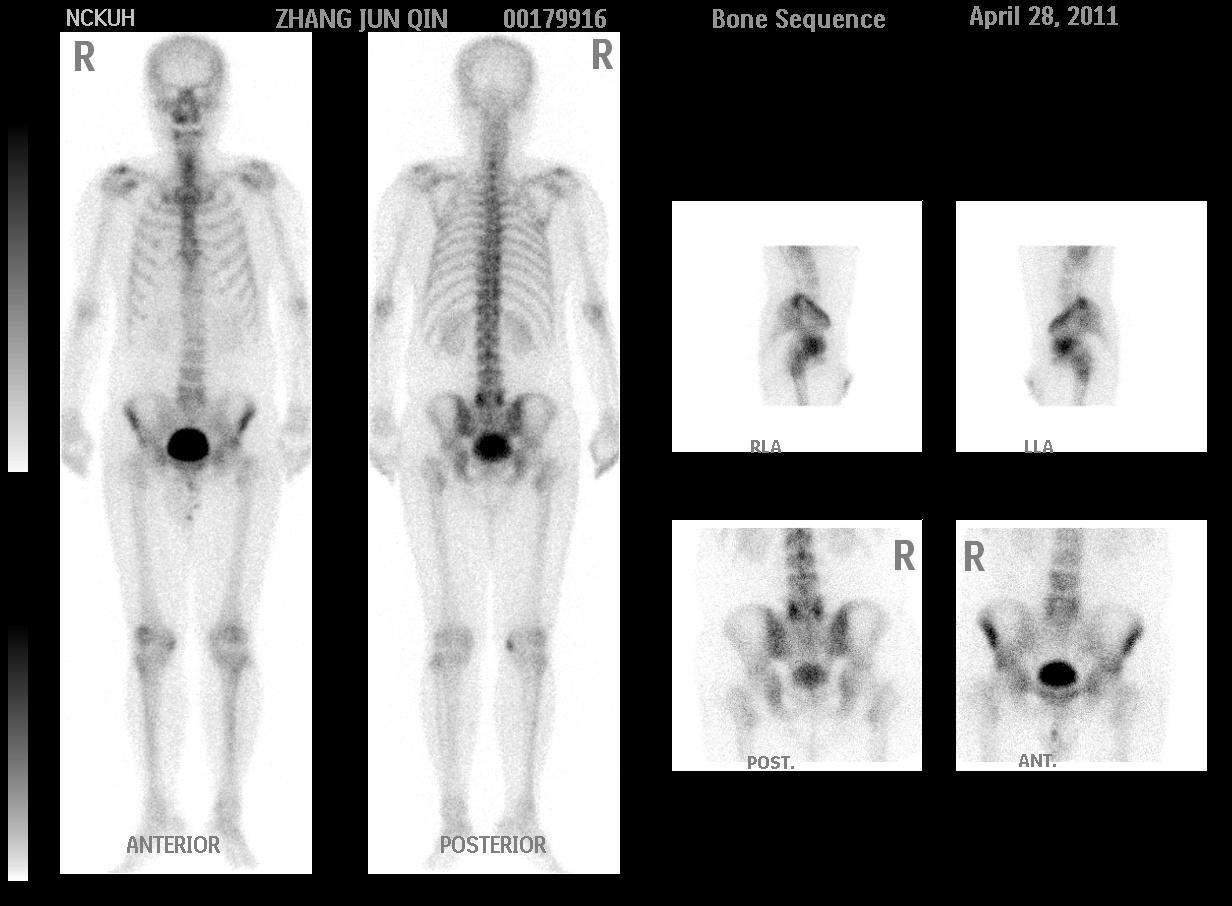 NCKUH ZHANG JUN QIN 00179916 Bone Sequence April 28, 2011
R R
RLA LLA
R R
POST. ANT.
ANTERIOR POSTERIOR